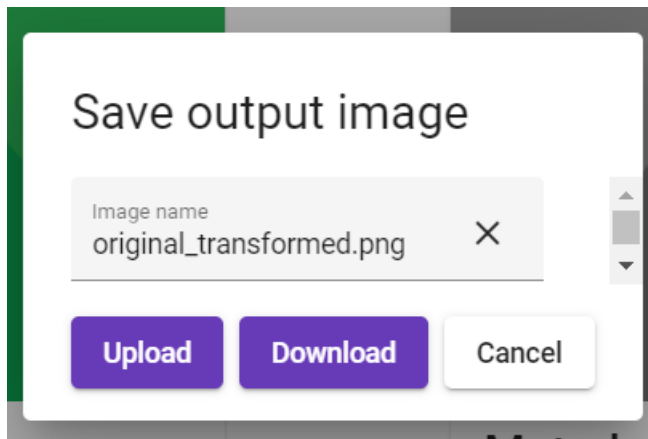 Save output image
Image name
original_transformed.png
Upload Download Cancel